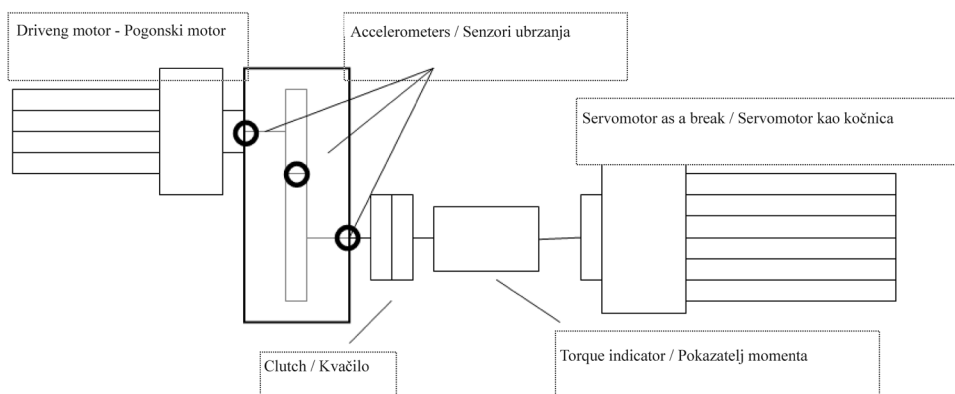 Driveng motor - Pogonski motor
Accelerometers / Senzori ubrzanja
Servomotor as a break / Servomotor kao kočnica
Clutch / Kvačilo
Torque indicator / Pokazatelj momenta